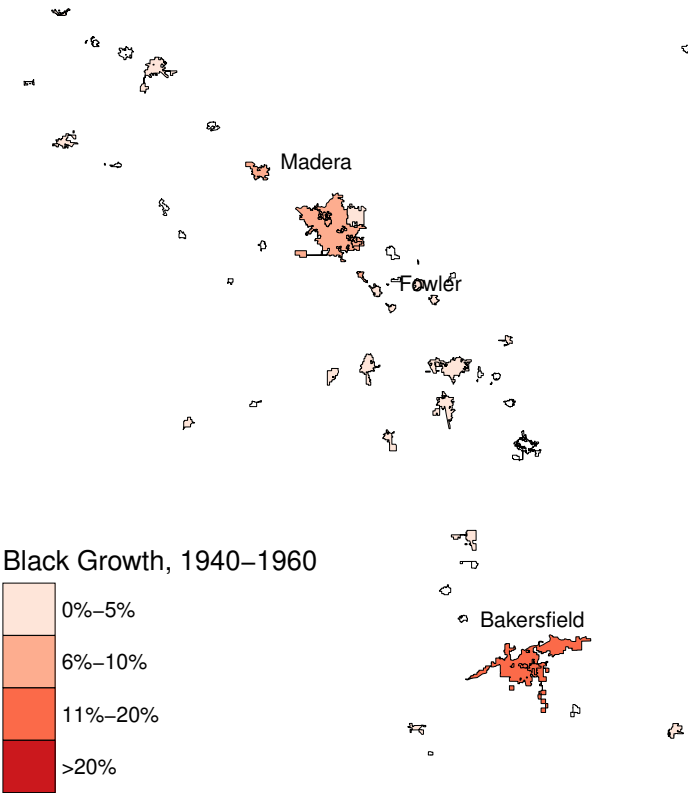 Madera
Fowler
Black Growth, 1940−1960
0%−5%
6%−10%
11%−20%
>20%
Bakersfield